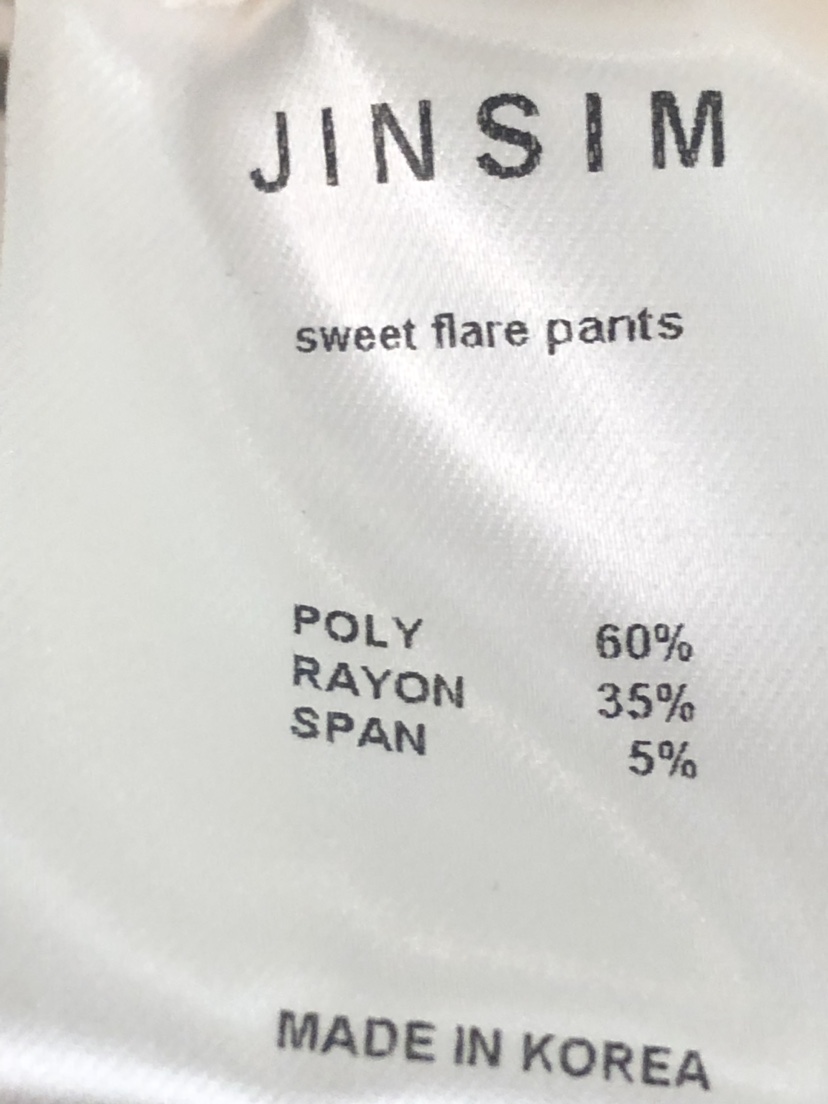 JINSIM
sweet flare pants
POLY 60%
RAYON 35%
SPAN 5%
MADE IN KOREA